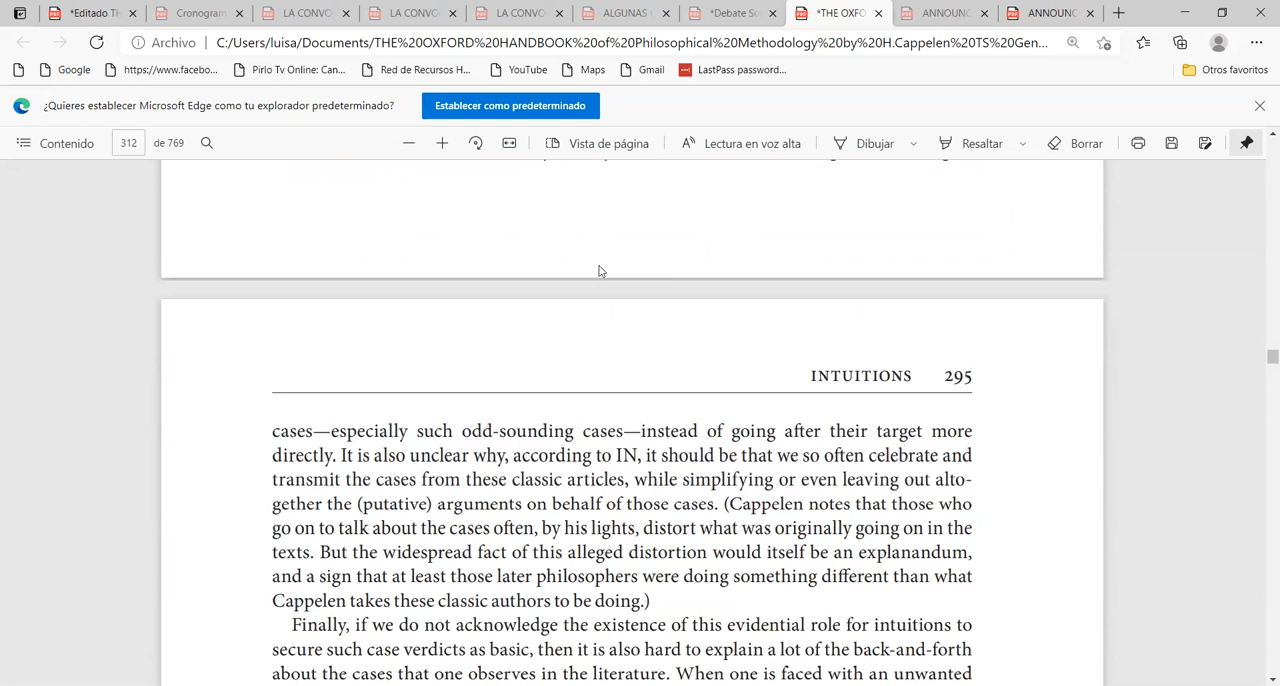 *Editado TH
Cronogram
LA CONVO
LA CONVO
LA CONVO
ALGUNAS
*Debate So
*THE OXFO
ANNOUNC
ANNOUNC
Archivo
C:/Users/luisa/Documents/THE%20OXFORD%20HANDBOOK%20of%20Philosophical%20Methodology%20by%20H.Cappelen%20TS%20Gen...
Google
https://www.facebo...
Pirlo Tv Online: Can...
Red de Recursos H...
YouTube
Maps
Gmail
LastPass password...
Otros favoritos
¿Quieres establecer Microsoft Edge como tu explorador predeterminado?
Establecer como predeterminado
Contenido
312
de 769
Vista de página
Lectura en voz alta
Dibujar
Resaltar
Borrar
INTUITIONS 295
cases—especially such odd-sounding cases—instead of going after their target more
directly. It is also unclear why, according to IN, it should be that we so often celebrate and
transmit the cases from these classic articles, while simplifying or even leaving out alto-
gether the (putative) arguments on behalf of those cases. (Cappelen notes that those who
go on to talk about the cases often, by his lights, distort what was originally going on in the
texts. But the widespread fact of this alleged distortion would itself be an explanandum,
and a sign that at least those later philosophers were doing something different than what
Cappelen takes these classic authors to be doing.)
Finally, if we do not acknowledge the existence of this evidential role for intuitions to
secure such case verdicts as basic, then it is also hard to explain a lot of the back-and-forth
about the cases that one observes in the literature. When one is faced with an unwanted